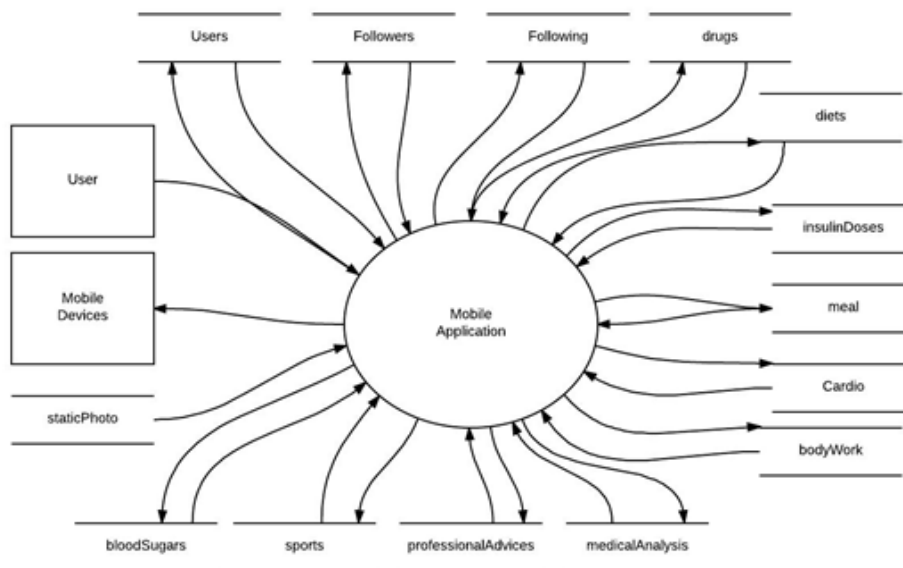 Users
Followers
Following
drugs
diets
User
insulinDoses
Mobile
Devices
Mobile
Application
meal
Cardio
staticPhoto
bodyWork
bloodSugars
sports
professionalAdvices
medicalAnalysis